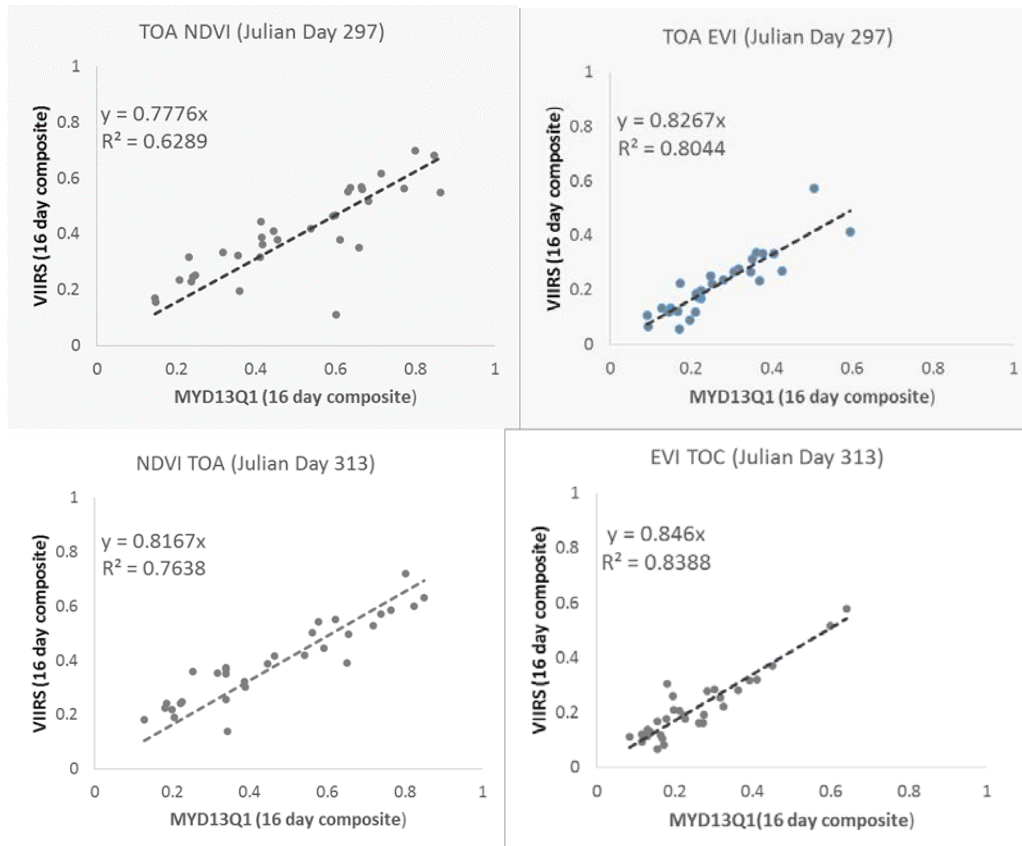 TOA NDVI (Julian Day 297)
1
0.8
0.6
0.4
0.2
0
y = 0.7776x
R² = 0.6289
VIIRS (16 day composite)
0 0.2 0.4 0.6 0.8 1
MYD13Q1 (16 day composite)
TOA EVI (Julian Day 297)
1
0.8
0.6
0.4
0.2
0
y = 0.8267x
R² = 0.8044
VIIRS (16 day composite)
0 0.2 0.4 0.6 0.8 1
MYD13Q1 (16 day composite)
NDVI TOA (Julian Day 313)
1
0.8
0.6
0.4
0.2
0
y = 0.8167x
R² = 0.7638
VIIRS (16 day composite)
0 0.2 0.4 0.6 0.8 1
MYD13Q1 (16 day composite)
EVI TOC (Julian Day 313)
1
0.8
0.6
0.4
0.2
0
y = 0.846x
R² = 0.8388
VIIRS (16 day composite)
0 0.2 0.4 0.6 0.8 1
MYD13Q1(16 day composite)